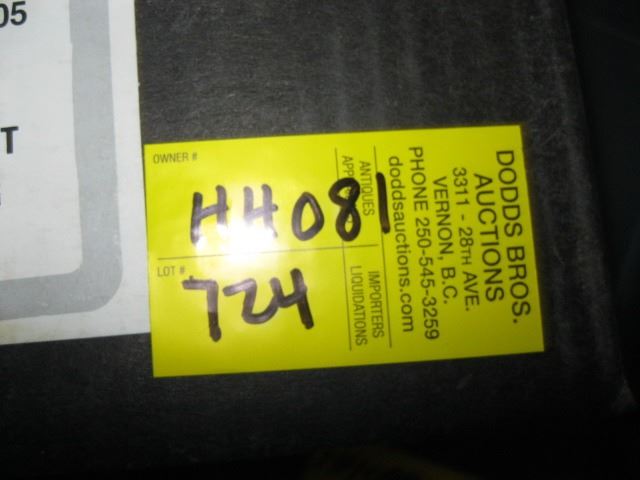 05
T
OWNER #
HH081
LOT #
724
ANTIQUES
IMPORTERS
LIQUIDATIONS
DODDS BROS.
AUCTIONS
3311 - 28TH AVE.
VERNON, B.C.
PHONE 250-545-3259
doddsauctions.com